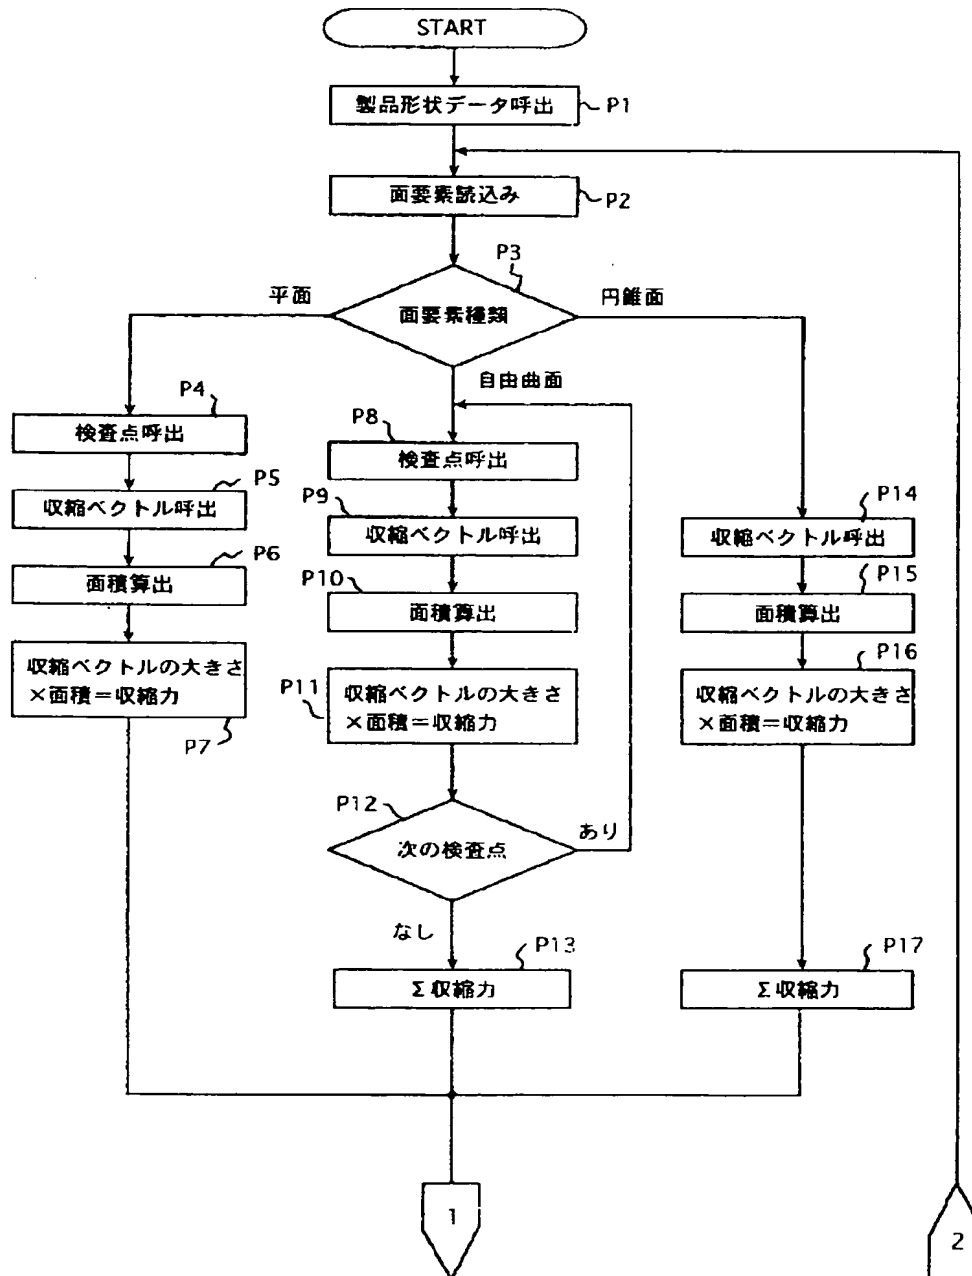 START
製品形状データ呼出
P1
面要素読込み
P2
P3
平面
面要素種類
円錐面
自由曲面
P4
検査点呼出
P5
収縮ベクトル呼出
P6
面積算出
収縮ベクトルの大きさ
×面積=収縮力
P7
P8
検査点呼出
P9
収縮ベクトル呼出
P10
面積算出
P11
収縮ベクトルの大きさ
×面積=収縮力
P12
次の検査点
あり
なし
P13
Σ収縮力
P14
収縮ベクトル呼出
P15
面積算出
P16
収縮ベクトルの大きさ
×面積=収縮力
P17
Σ収縮力
1
2